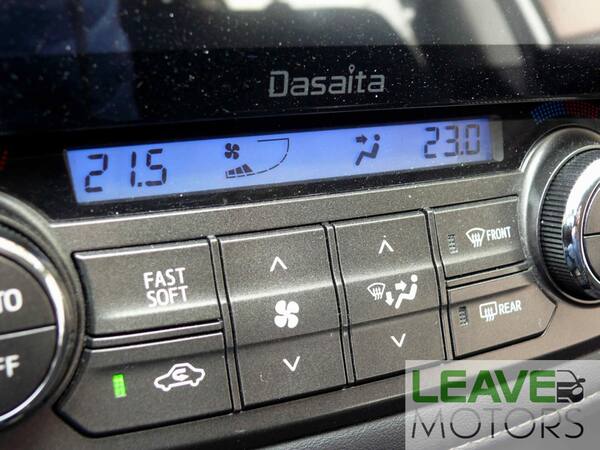 Dasaita
21.5
23.0
FAST
SOFT
FRONT
REAR
LEAVE
MOTORS